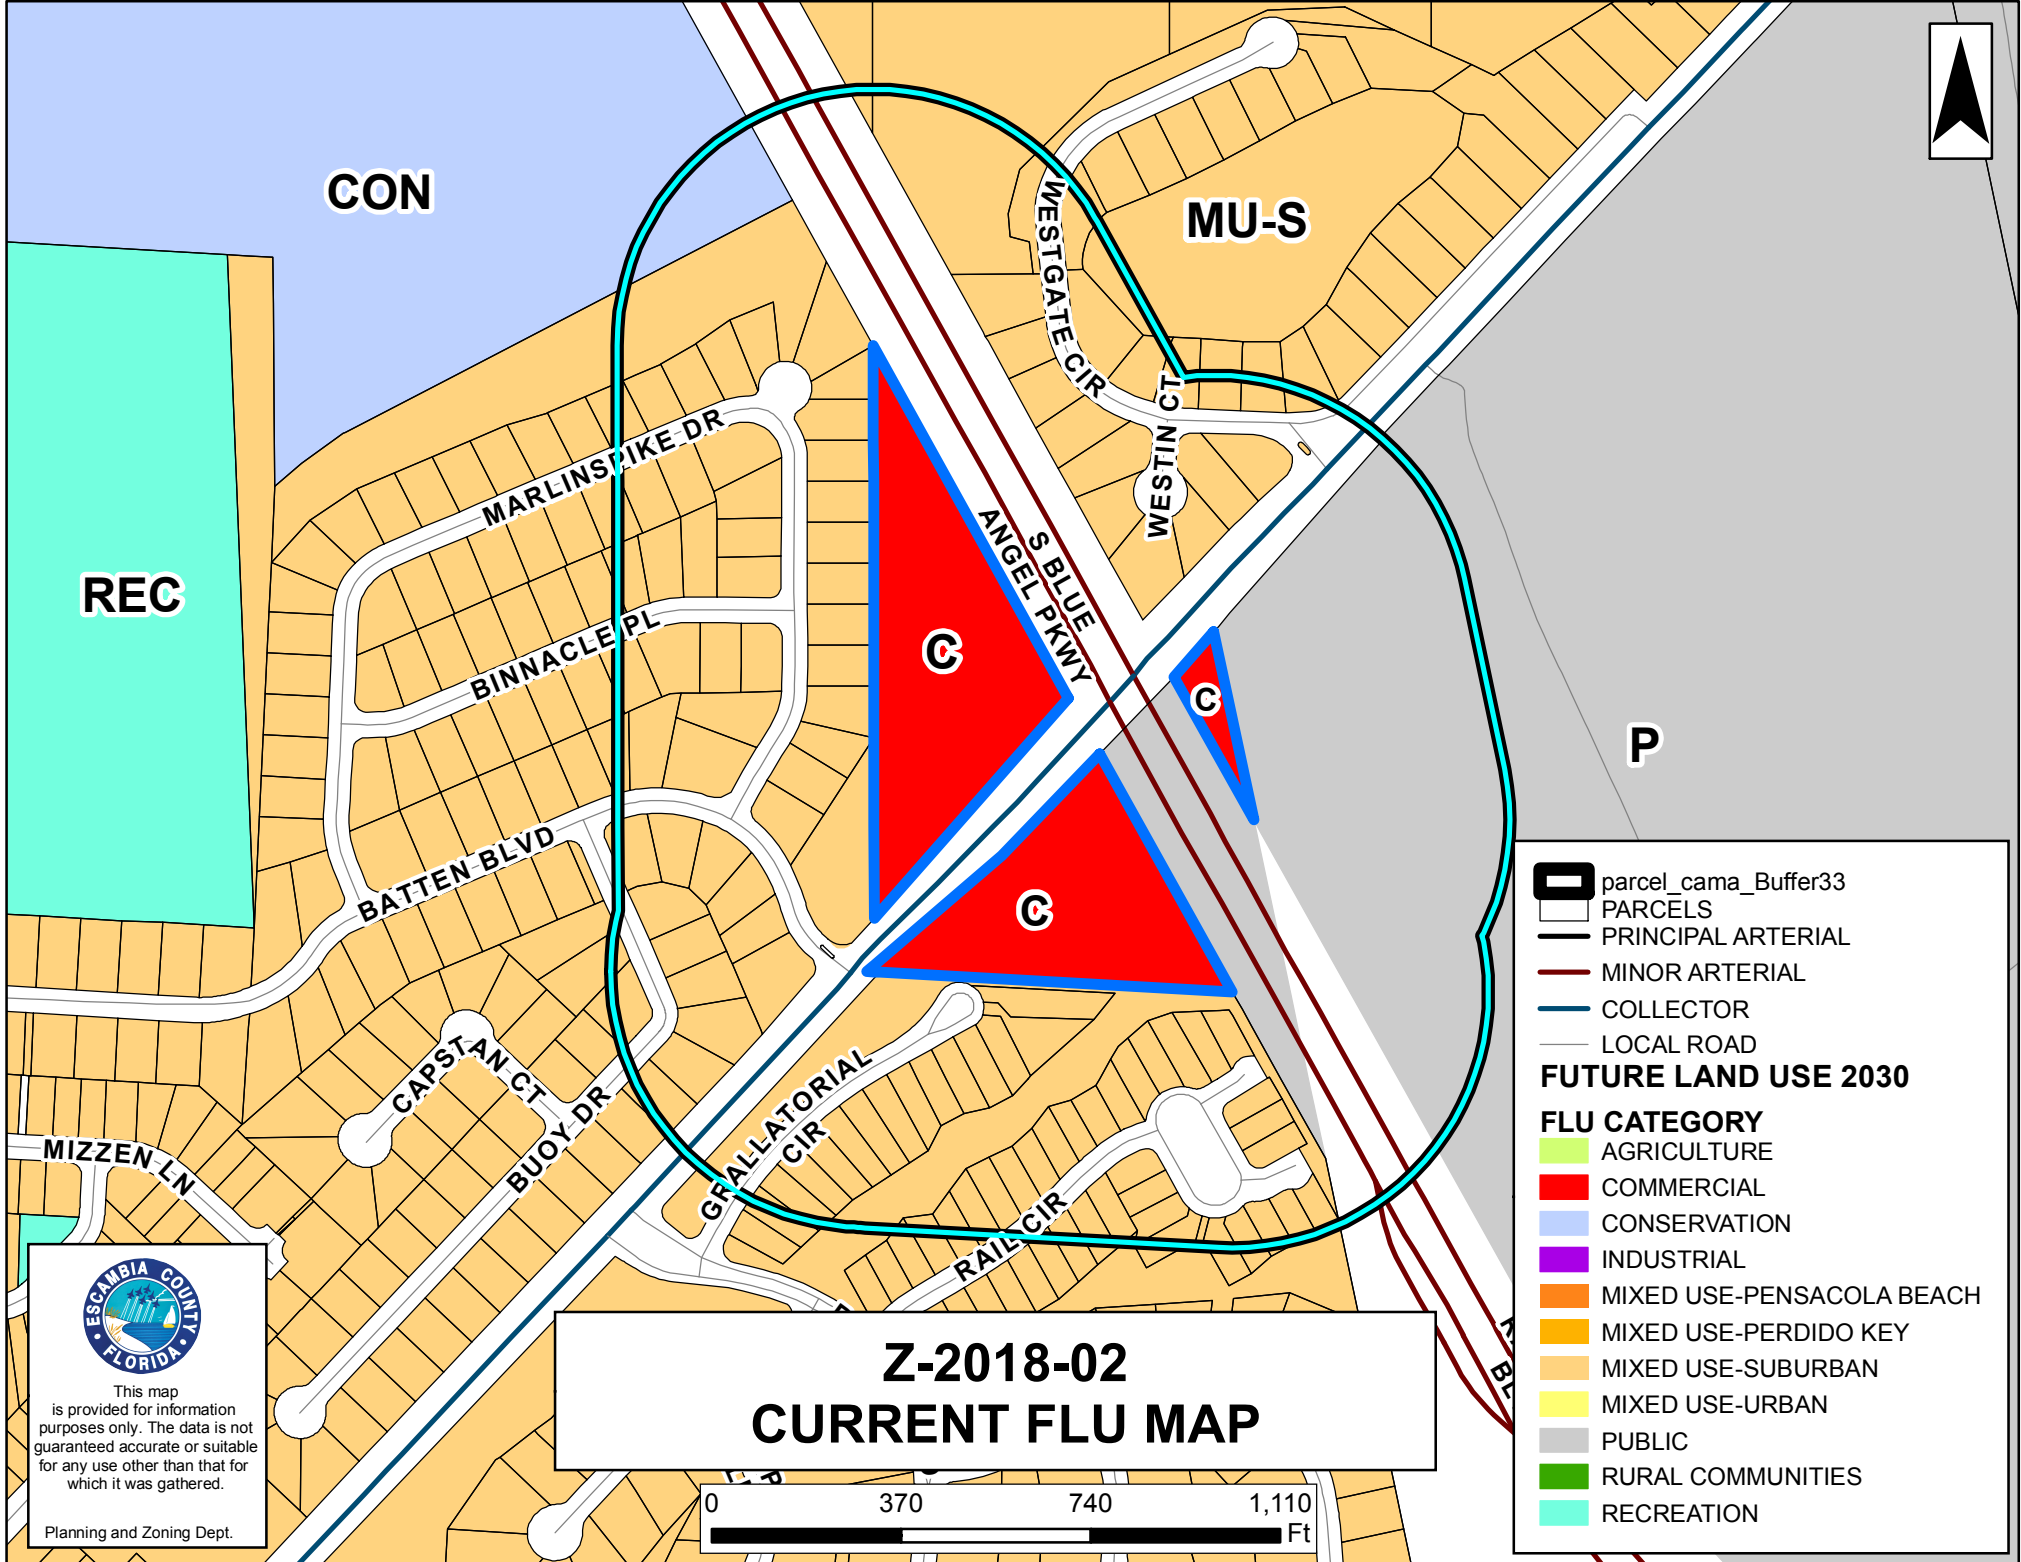 CON
MU-S
WESTGATE CIR
WESTIN CT
MARLINSPIKE DR
S BLUE
ANGEL PKWY
REC
BINNACLE PL
C
C
P
BATTEN BLVD
C
CAPSTAN CT
BUOY DR
GRALLATORIAL
CIR
MIZZEN LN
RAIL CIR
BL
parcel_cama_Buffer33
PARCELS
PRINCIPAL ARTERIAL
MINOR ARTERIAL
COLLECTOR
LOCAL ROAD
FUTURE LAND USE 2030
FLU CATEGORY
AGRICULTURE
COMMERCIAL
CONSERVATION
INDUSTRIAL
MIXED USE-PENSACOLA BEACH
MIXED USE-PERDIDO KEY
MIXED USE-SUBURBAN
MIXED USE-URBAN
PUBLIC
RURAL COMMUNITIES
RECREATION
ESCAMBIA COUNTY
FLORIDA
This map
is provided for information
purposes only. The data is not
guaranteed accurate or suitable
for any use other than that for
which it was gathered.
Planning and Zoning Dept.
Z-2018-02
CURRENT FLU MAP
0 370 740 1,110
Ft